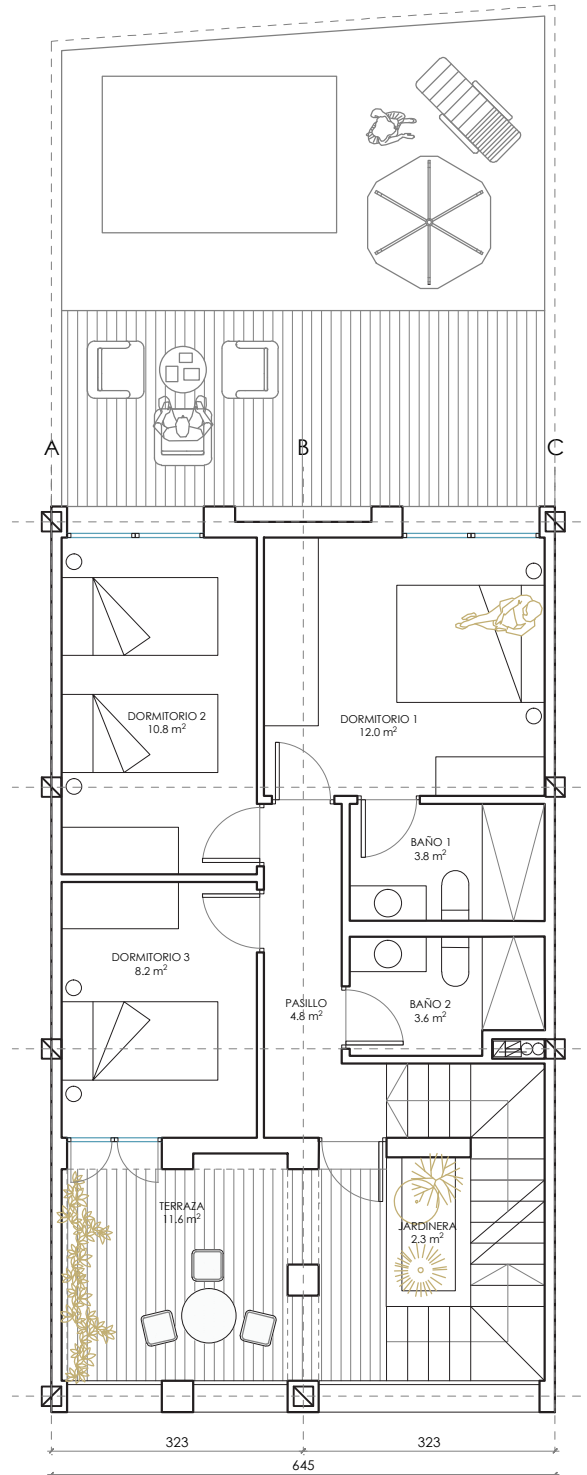 A
B
C
DORMITORIO 2
10.8 m²
DORMITORIO 1
12.0 m²
BAÑO 1
3.8 m²
DORMITORIO 3
8.2 m²
PASILLO
4.8 m²
BAÑO 2
3.6 m²
TERRAZA
11.6 m²
JARDINERA
2.3 m²
323
323
645